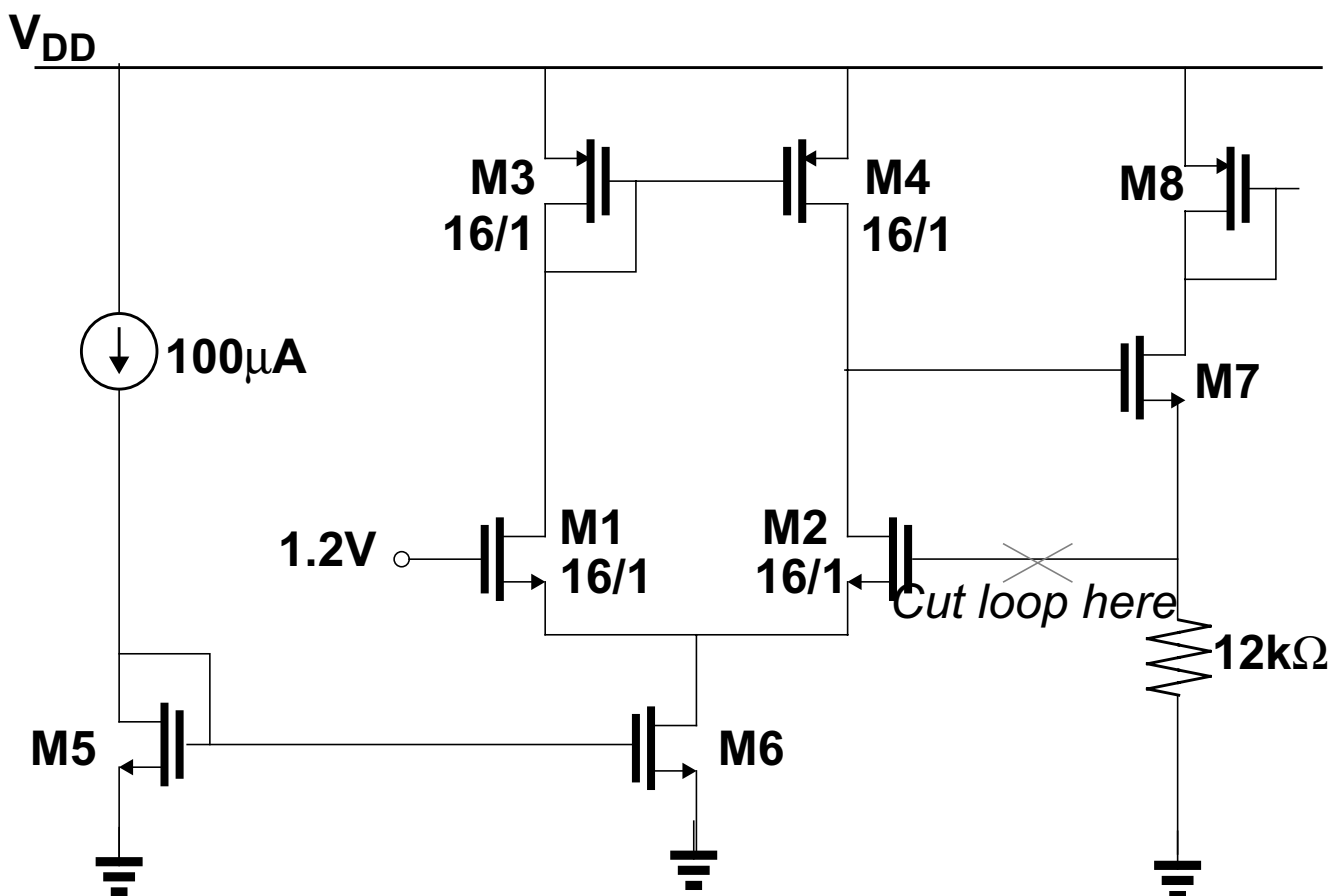 VDD
M3
16/1
M4
16/1
M8
100μA
M7
1.2V
M1
16/1
M2
16/1
Cut loop here
12kΩ
M5
M6